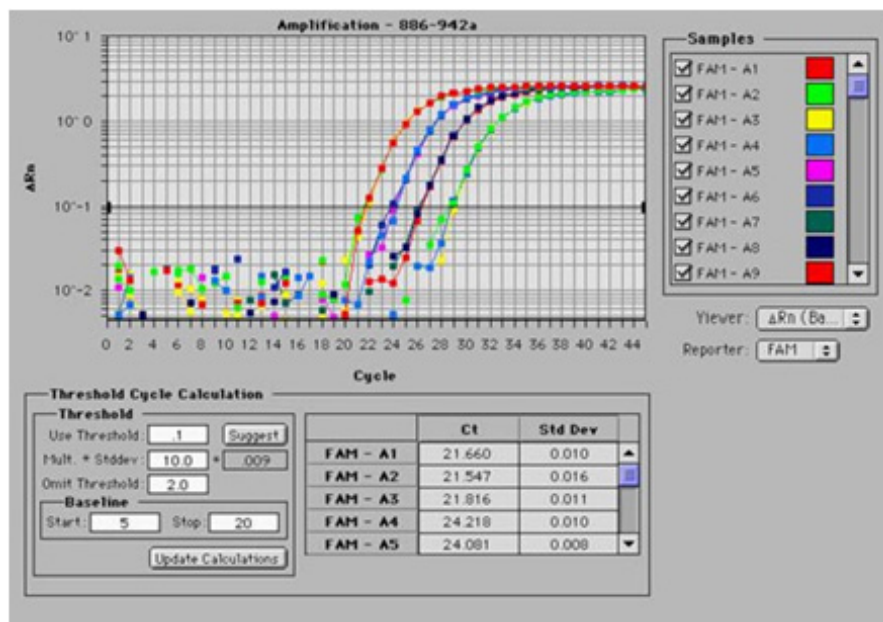 Amplification - 886-942a
10^1
10^0
10^-1
10^-2
ΔRn
0 2 4 6 8 10 12 14 16 18 20 22 24 26 28 30 32 34 36 38 40 42 44
Cycle
Samples
FAM - A1
FAM - A2
FAM - A3
FAM - A4
FAM - A5
FAM - A6
FAM - A7
FAM - A8
FAM - A9
Viewer: ΔRn (Ba...
Reporter: FAM
Threshold Cycle Calculation
Threshold
Use Threshold: .1 Suggest
Mult. * Stddev: 10.0 * .009
Omit Threshold: 2.0
Baseline
Start: 5 Stop: 20
Update Calculations
Ct Std Dev
FAM - A1 21.660 0.010
FAM - A2 21.547 0.016
FAM - A3 21.816 0.011
FAM - A4 24.218 0.010
FAM - A5 24.081 0.008